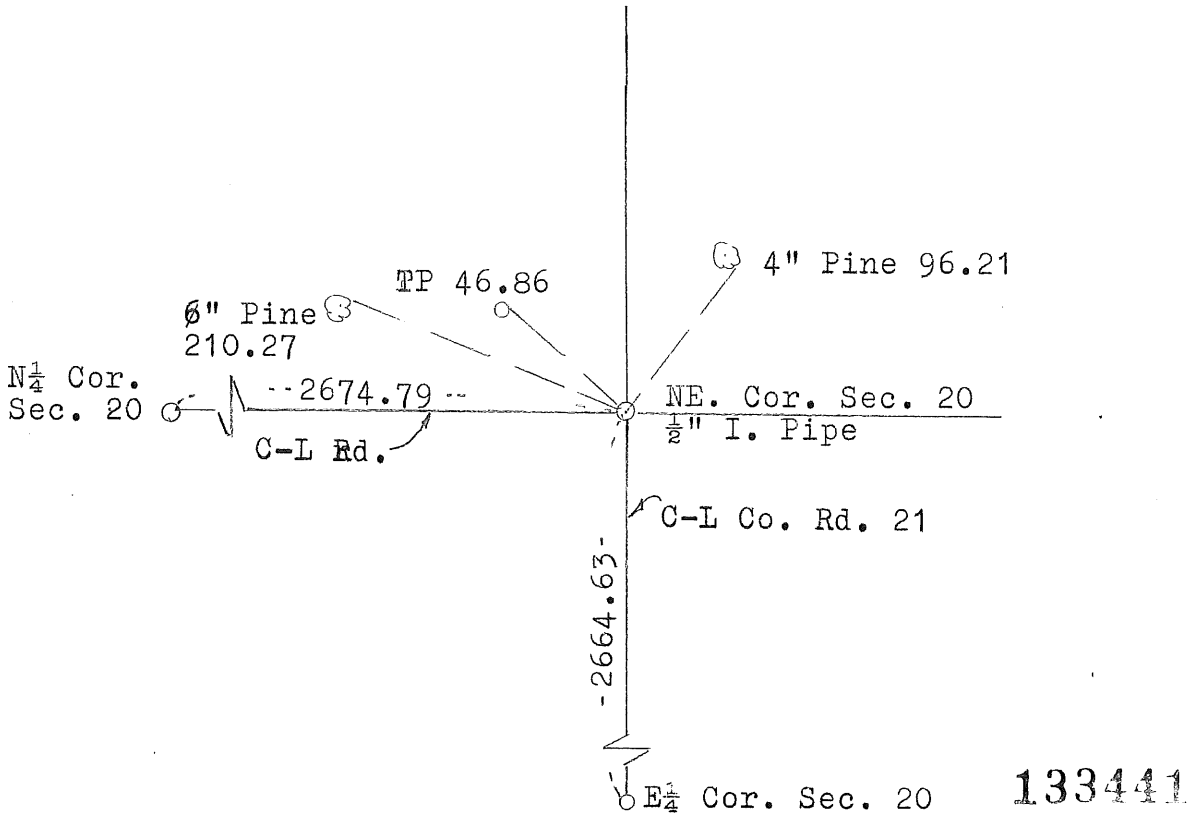 4" Pine 96.21
TP 46.86
6" Pine
210.27
N¼ Cor.
Sec. 20
--2674.79--
NE. Cor. Sec. 20
½" I. Pipe
C-L Rd.
C-L Co. Rd. 21
-2664.63-
E¼ Cor. Sec. 20
133441